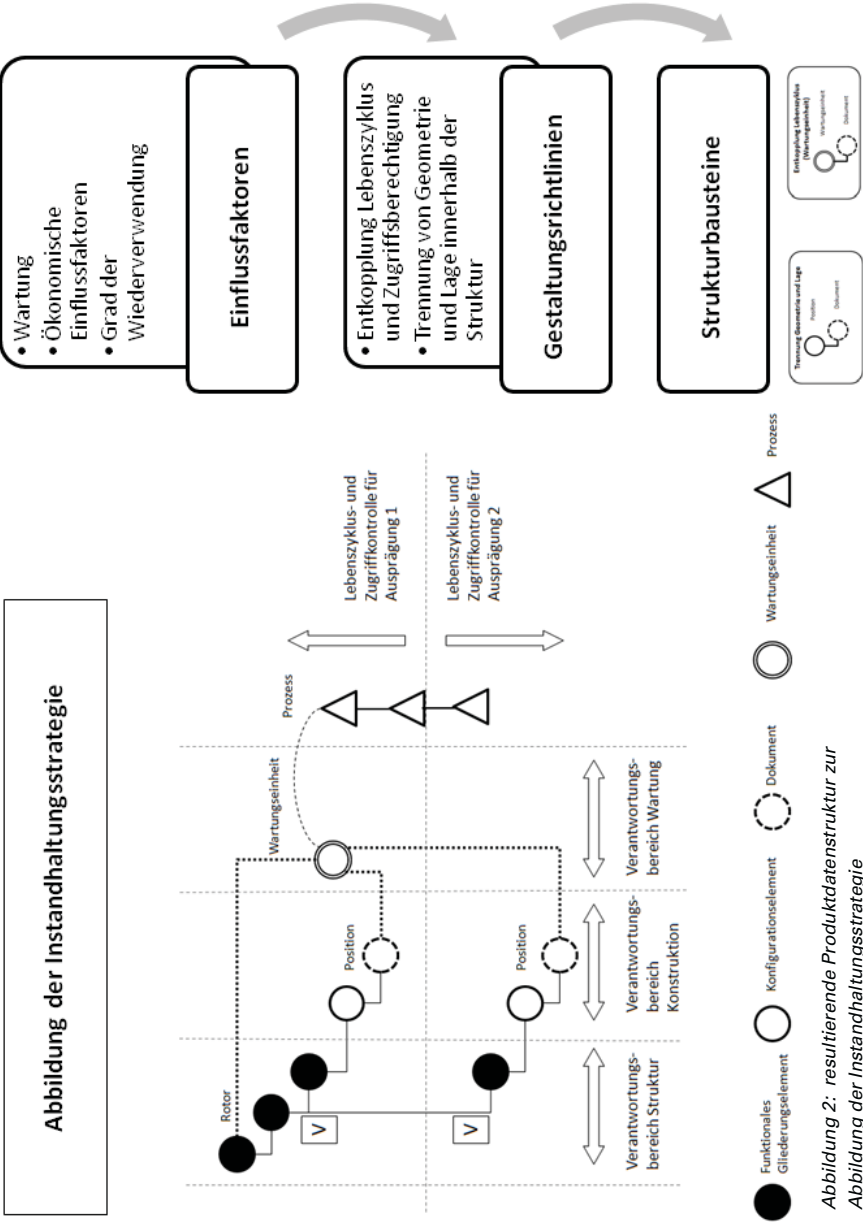 Abbildung der Instandhaltungsstrategie
Rotor
V
V
Position
Position
Wartungseinheit
Prozess
Lebenszyklus- und
Zugriffkontrolle für
Ausprägung 1
Lebenszyklus- und
Zugriffkontrolle für
Ausprägung 2
Verantwortungs-
bereich Struktur
Verantwortungs-
bereich
Konstruktion
Verantwortungs-
bereich Wartung
Funktionales
Gliederungselement
Konfigurationselement
Dokument
Wartungseinheit
Prozess
• Wartung
• Ökonomische
Einflussfaktoren
• Grad der
Wiederverwendung
Einflussfaktoren
• Entkopplung Lebenszyklus
und Zugriffsberechtigung
• Trennung von Geometrie
und Lage innerhalb der
Struktur
Gestaltungsrichtlinien
Strukturbausteine
Trennung Geometrie und Lage
Position
Dokument
Entkopplung Lebenszyklus
(Wartungseinheit)
Wartungseinheit
Dokument
Abbildung 2: resultierende Produktdatenstruktur zur
Abbildung der Instandhaltungsstrategie